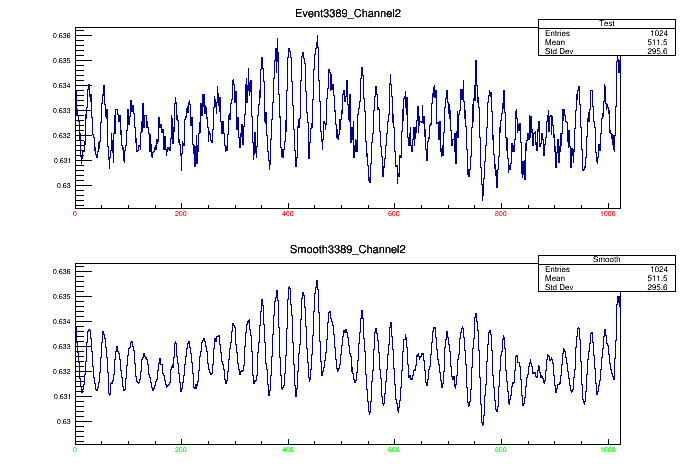 Event3389_Channel2
Test
Entries 1024
Mean 511.5
Std Dev 295.6
0.636
0.635
0.634
0.633
0.632
0.631
0.63
0 200 400 600 800 1000
Smooth3389_Channel2
Smooth
Entries 1024
Mean 511.5
Std Dev 295.6
0.636
0.635
0.634
0.633
0.632
0.631
0.63
0 200 400 600 800 1000